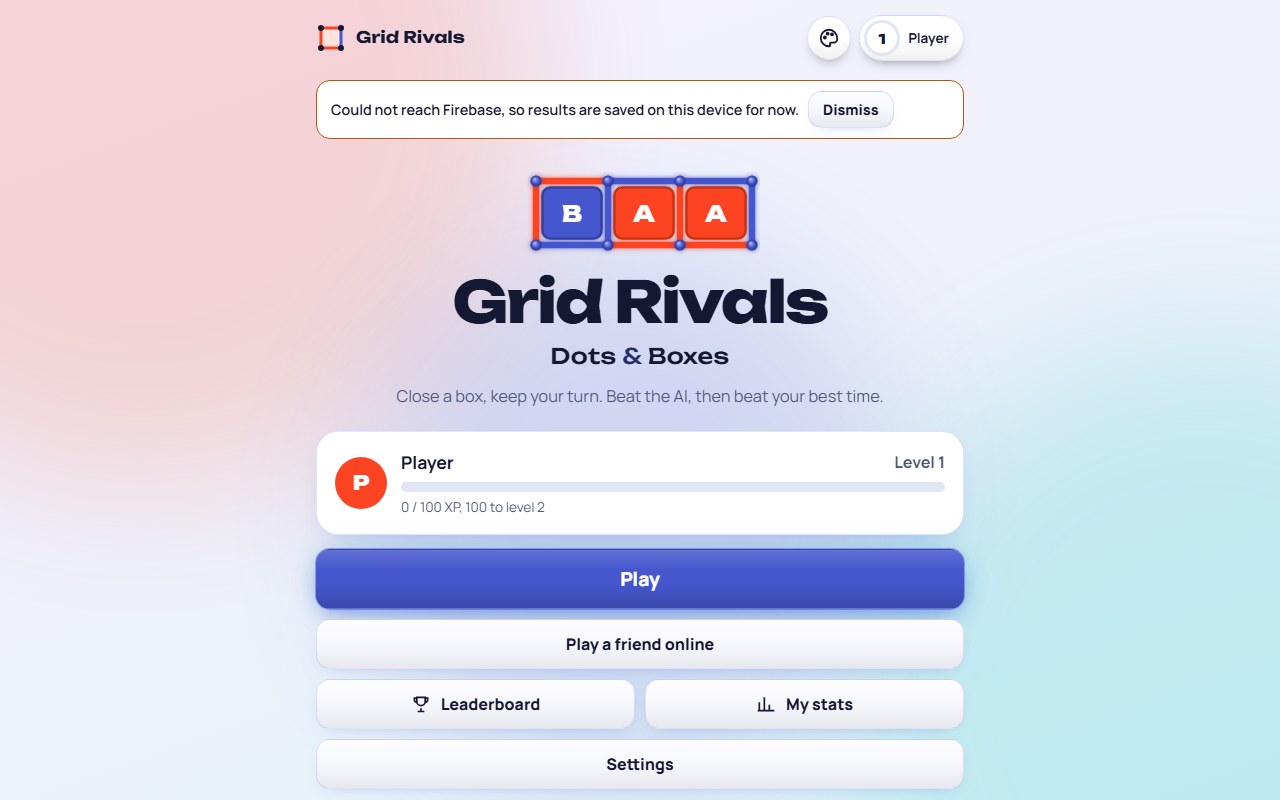 Grid Rivals
1 Player
Could not reach Firebase, so results are saved on this device for now. Dismiss
B A A
Grid Rivals
Dots & Boxes
Close a box, keep your turn. Beat the AI, then beat your best time.
P
Player Level 1
0 / 100 XP, 100 to level 2
Play
Play a friend online
Leaderboard My stats
Settings